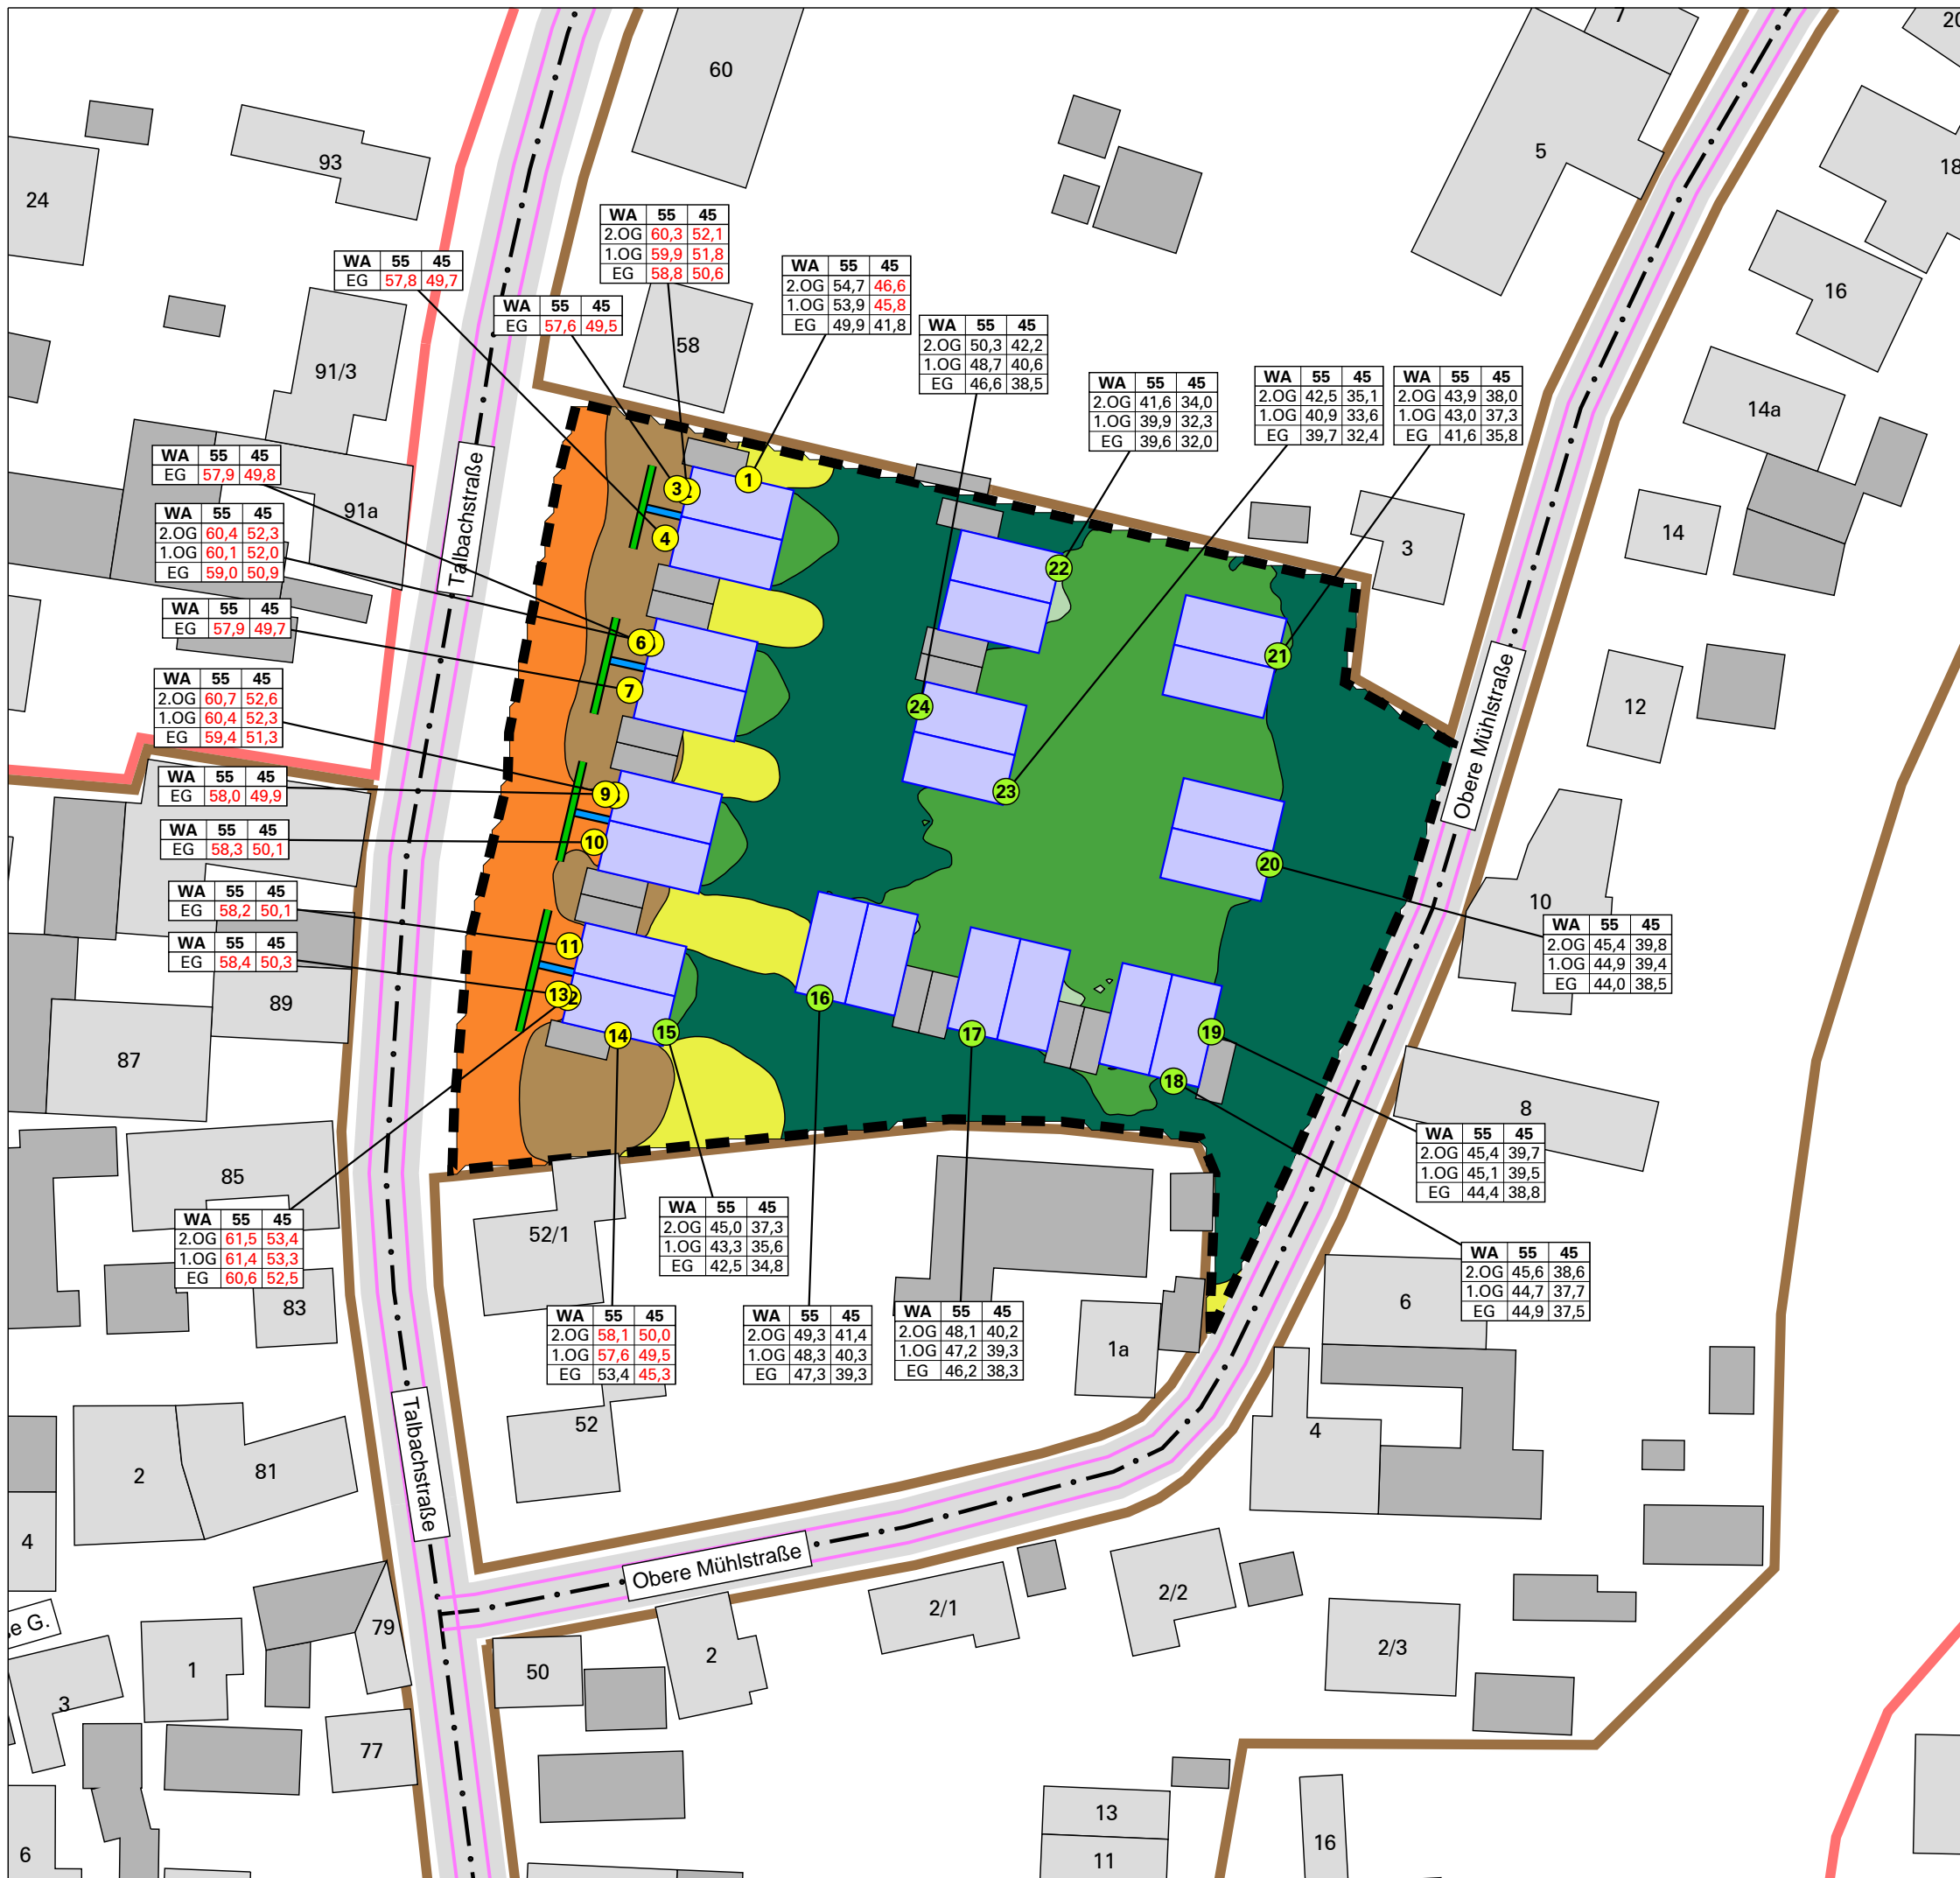 7
20
60
24
93
5
18
WA 55 45
2.OG 60,3 52,1
1.OG 59,9 51,8
EG 58,8 50,6
WA 55 45
EG 57,8 49,7
WA 55 45
2.OG 54,7 46,6
1.OG 53,9 45,8
EG 49,9 41,8
WA 55 45
EG 57,6 49,5
WA 55 45
2.OG 50,3 42,2
1.OG 48,7 40,6
EG 46,6 38,5
16
58
91/3
WA 55 45
2.OG 41,6 34,0
1.OG 39,9 32,3
EG 39,6 32,0
WA 55 45
2.OG 42,5 35,1
1.OG 40,9 33,6
EG 39,7 32,4
WA 55 45
2.OG 43,9 38,0
1.OG 43,0 37,3
EG 41,6 35,8
14a
WA 55 45
EG 57,9 49,8
91a
Talbachstraße
3
1
4
WA 55 45
2.OG 60,4 52,3
1.OG 60,1 52,0
EG 59,0 50,9
3
14
22
WA 55 45
EG 57,9 49,7
6
7
21
24
12
Obere Mühlstraße
WA 55 45
2.OG 60,7 52,6
1.OG 60,4 52,3
EG 59,4 51,3
WA 55 45
EG 58,0 49,9
9
23
WA 55 45
EG 58,3 50,1
10
20
WA 55 45
EG 58,2 50,1
10
WA 55 45
2.OG 45,4 39,8
1.OG 44,9 39,4
EG 44,0 38,5
WA 55 45
EG 58,4 50,3
11
89
13
2
16
14
15
17
19
87
18
8
WA 55 45
2.OG 45,4 39,7
1.OG 45,1 39,5
EG 44,4 38,8
85
WA 55 45
2.OG 61,5 53,4
1.OG 61,4 53,3
EG 60,6 52,5
52/1
WA 55 45
2.OG 45,0 37,3
1.OG 43,3 35,6
EG 42,5 34,8
WA 55 45
2.OG 45,6 38,6
1.OG 44,7 37,7
EG 44,9 37,5
83
6
WA 55 45
2.OG 58,1 50,0
1.OG 57,6 49,5
EG 53,4 45,3
WA 55 45
2.OG 49,3 41,4
1.OG 48,3 40,3
EG 47,3 39,3
WA 55 45
2.OG 48,1 40,2
1.OG 47,2 39,3
EG 46,2 38,3
1a
52
4
Talbachstraße
2
81
4
Obere Mühlstraße
2/2
2/1
e G.
79
2/3
2
1
50
3
77
13
16
11
6